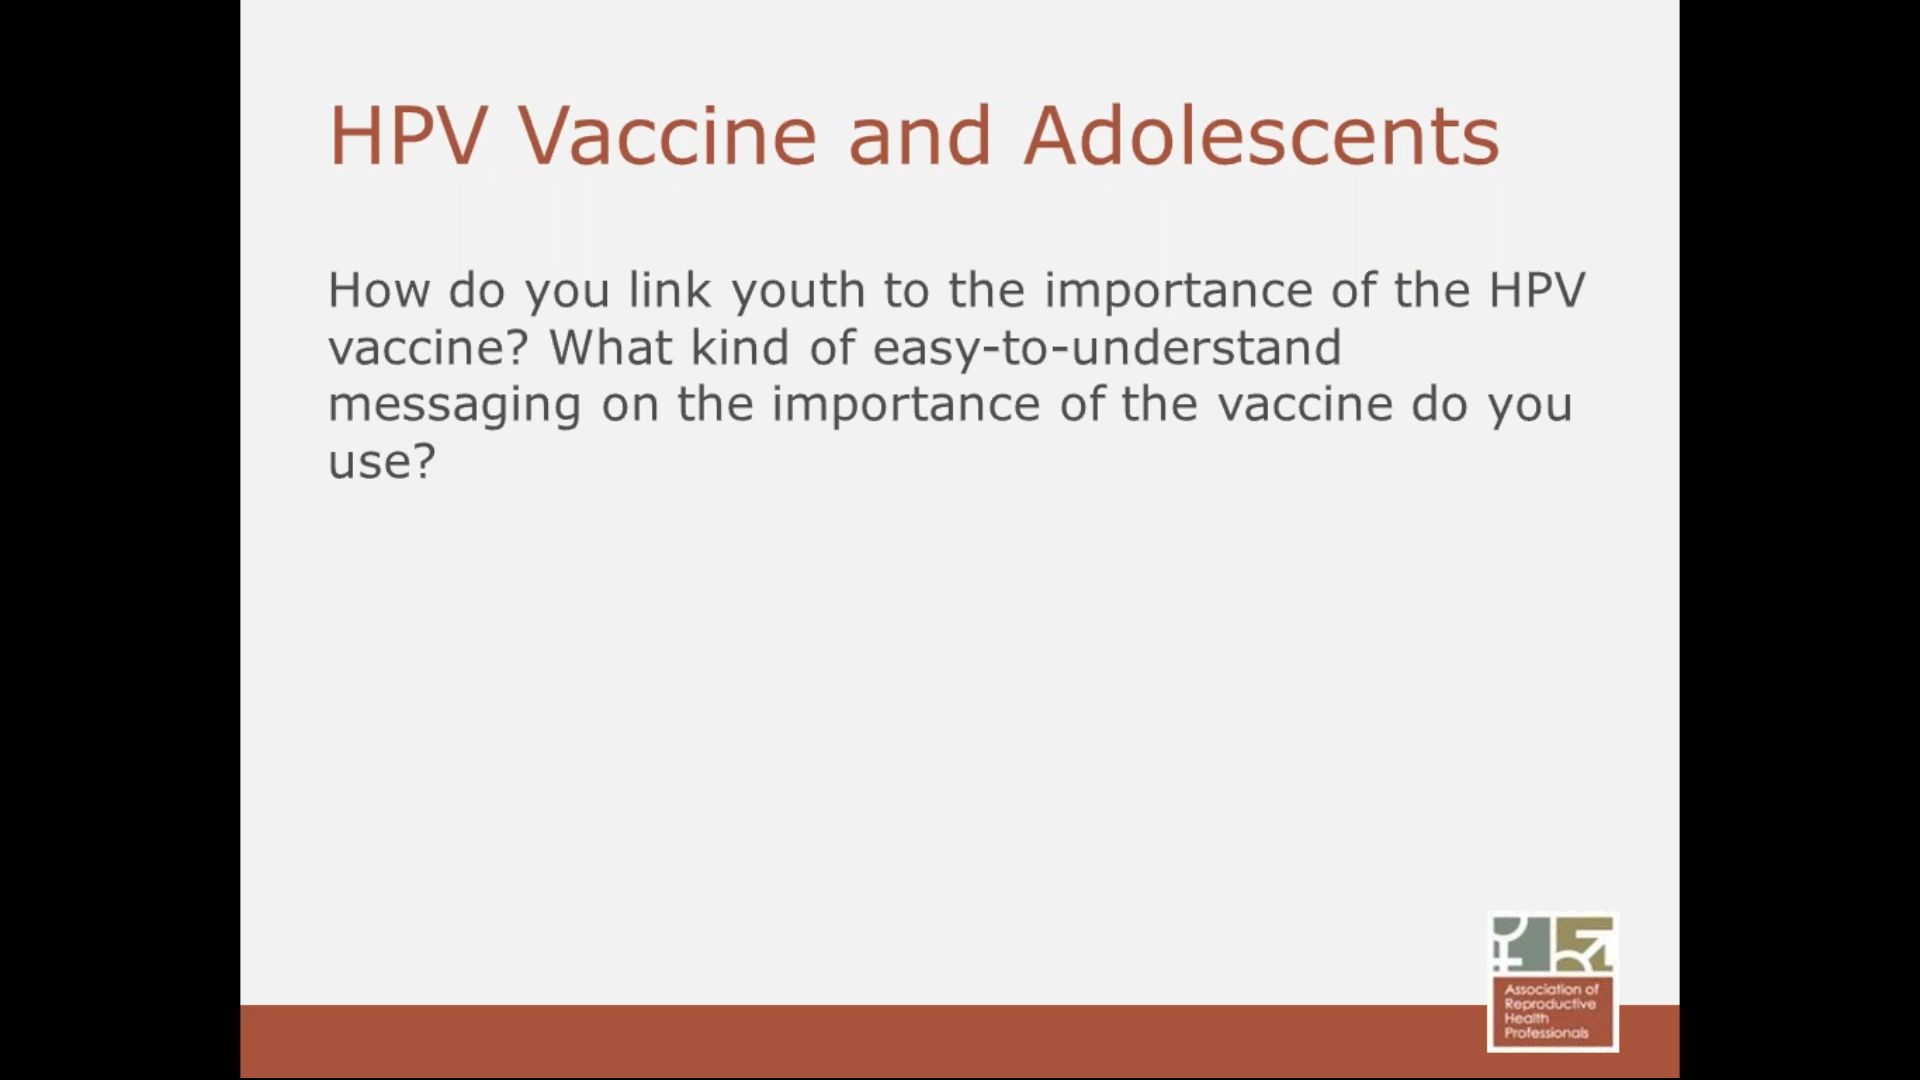 HPV Vaccine and Adolescents
How do you link youth to the importance of the HPV
vaccine? What kind of easy-to-understand
messaging on the importance of the vaccine do you
use?
Association of
Reproductive
Health
Professionals